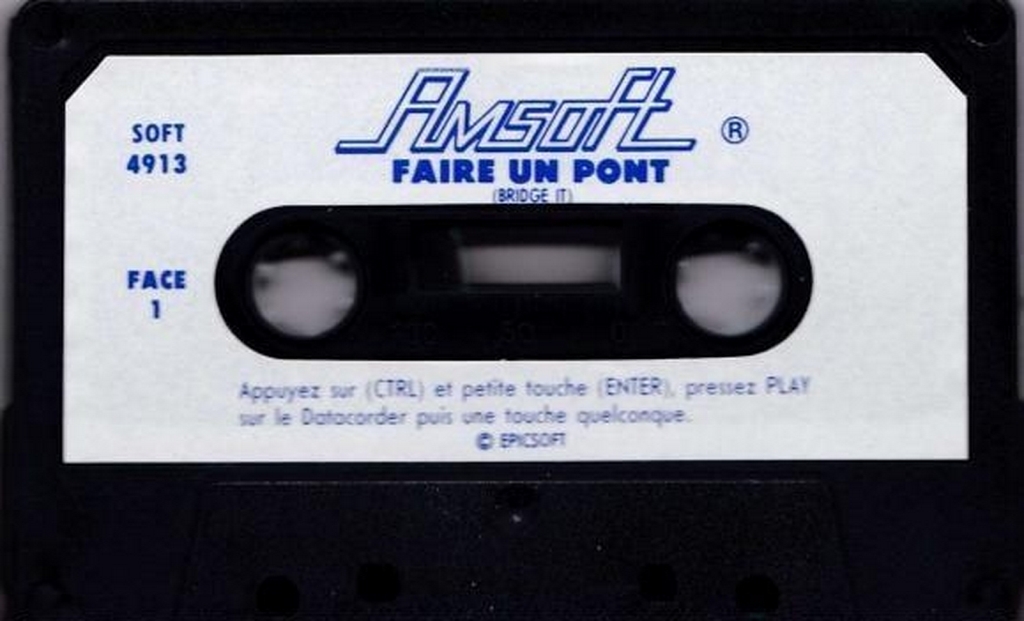 Amsoft ®
FAIRE UN PONT
(BRIDGE IT)
SOFT
4913
FACE
1
Appuyez sur (CTRL) et petite touche (ENTER), pressez PLAY
sur le Datacorder puis une touche quelconque.
© EPICSOFT